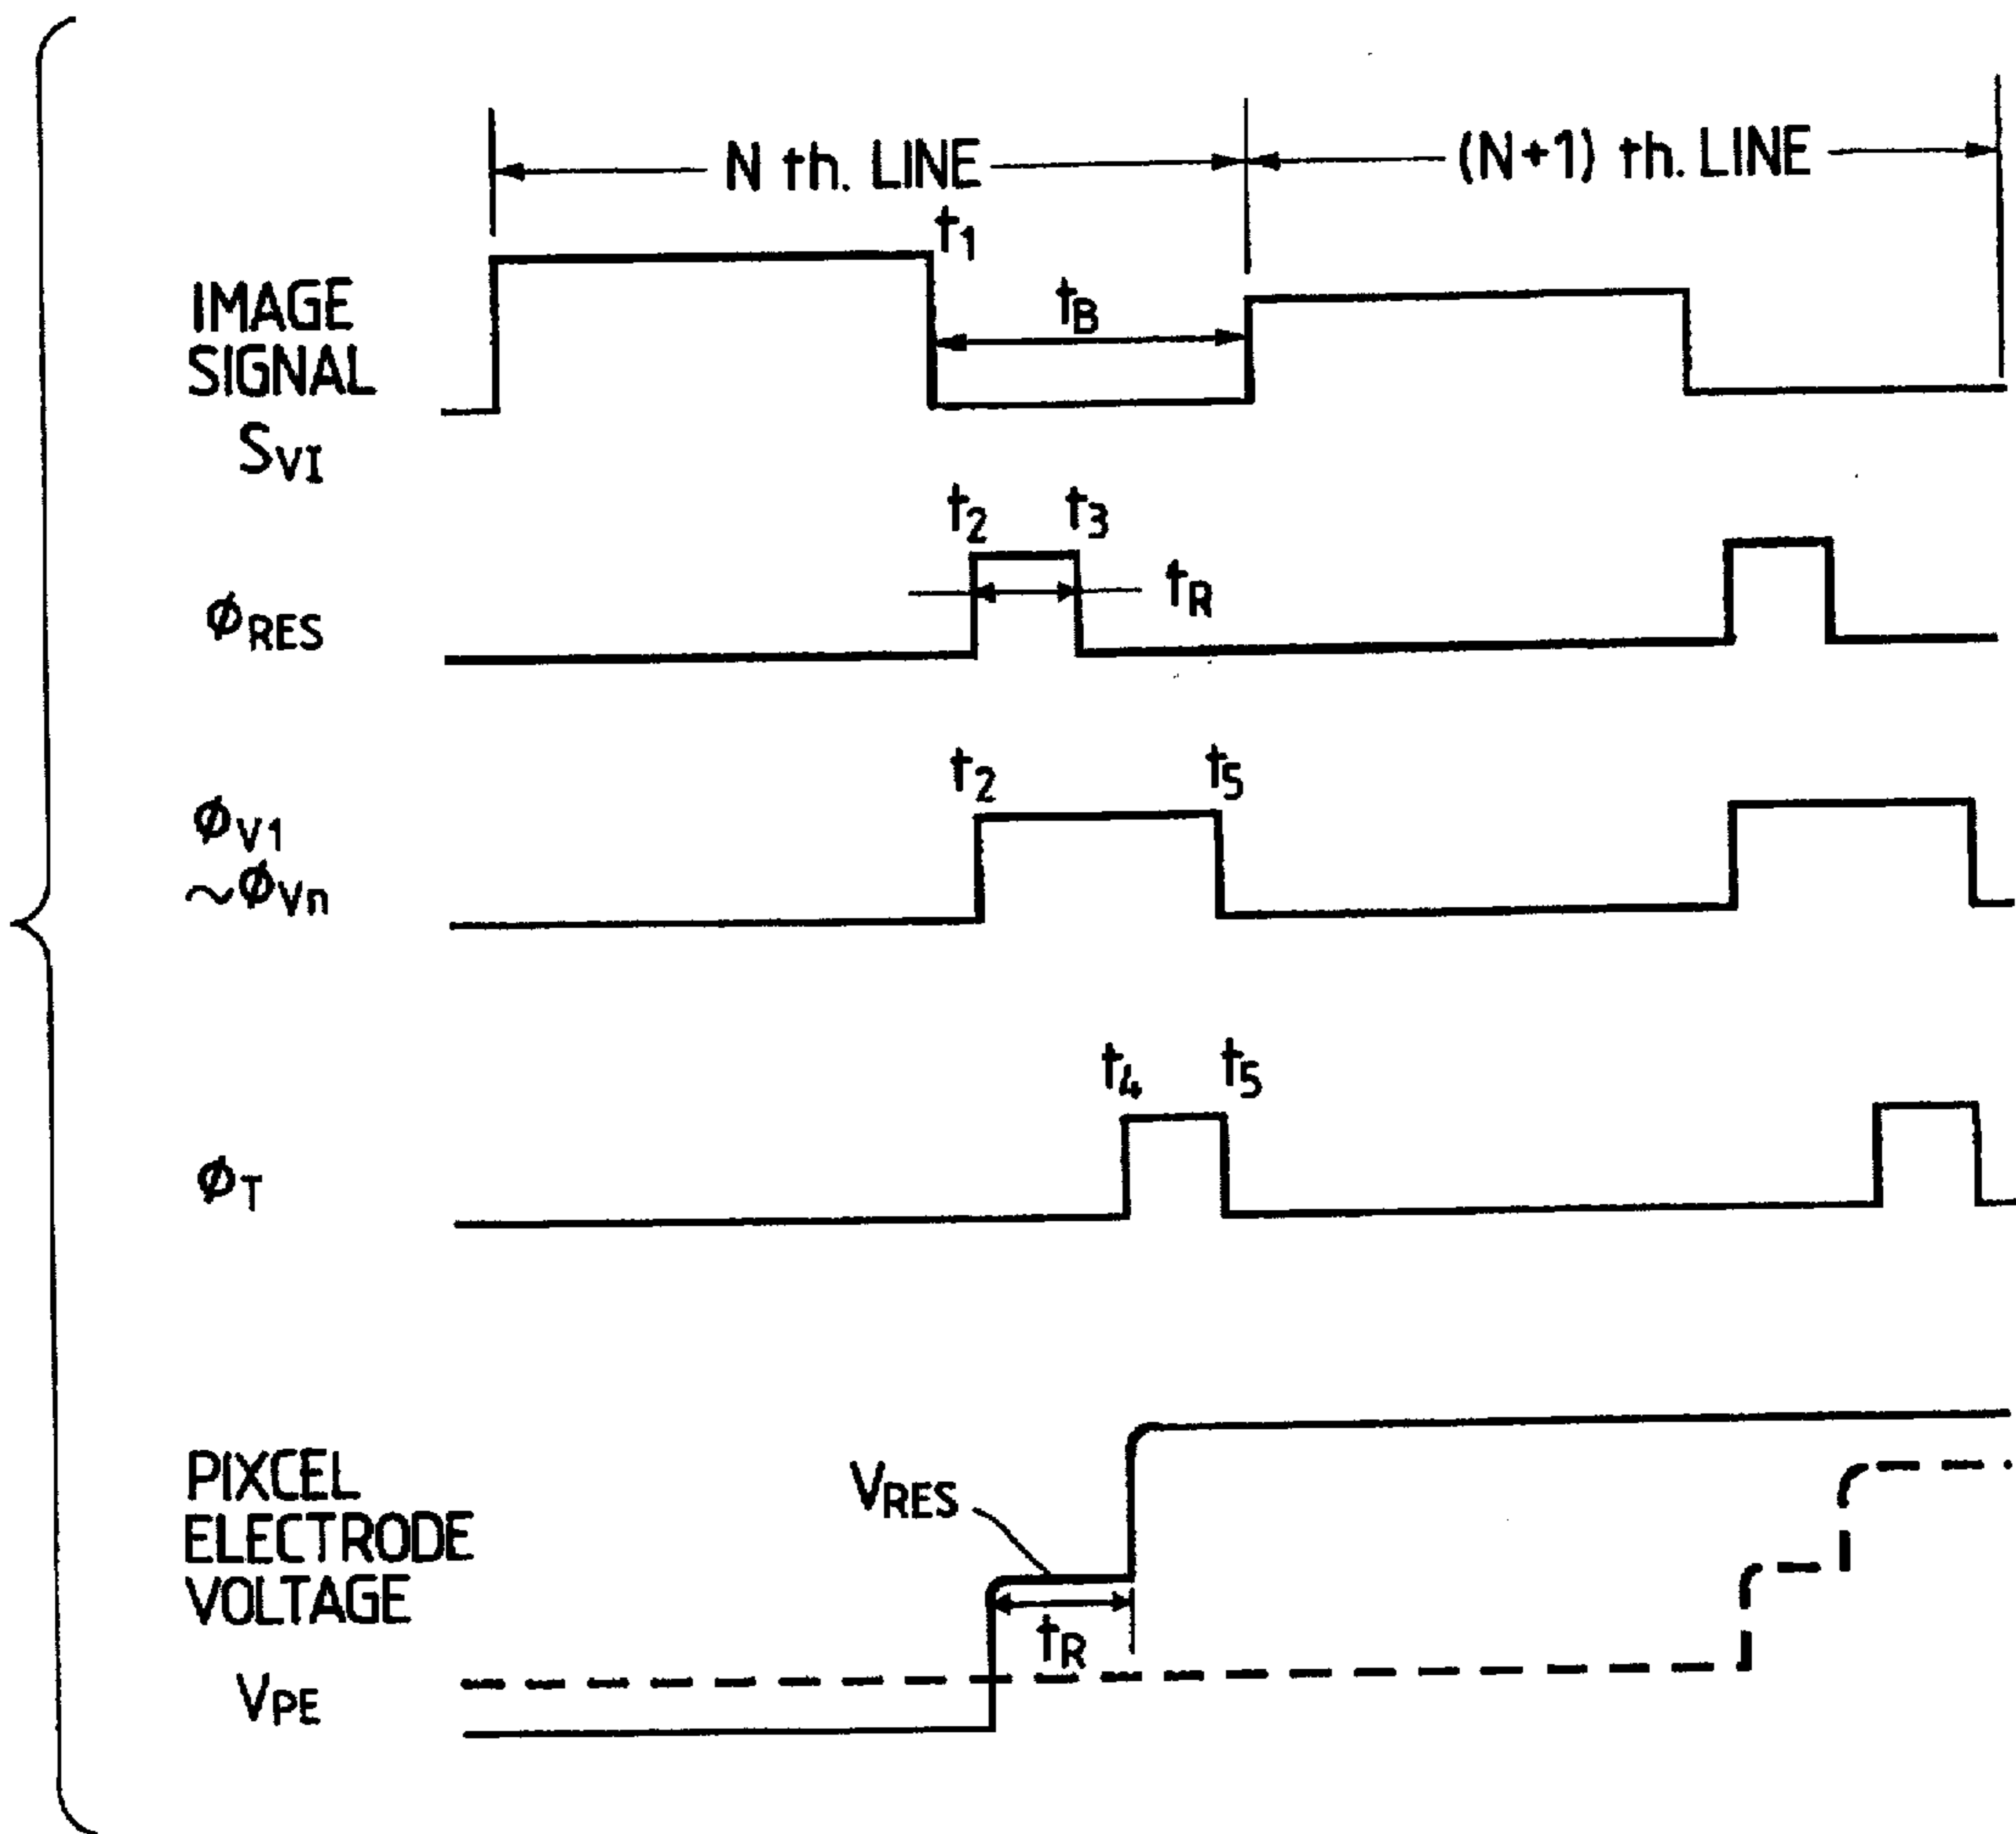 N th. LINE
(N+1) th. LINE
t1
IMAGE
SIGNAL
SVI
tB
t2
t3
ϕRES
tR
t2
t5
ϕV1
~ϕVn
t4
t5
ϕT
PIXCEL
ELECTRODE
VOLTAGE
VPE
VRES
tR